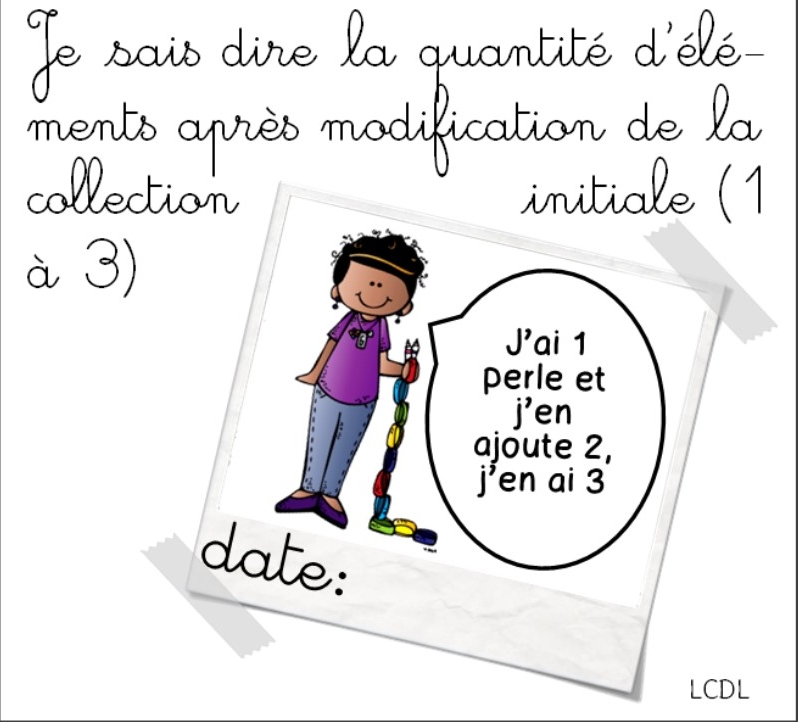 Je sais dire la quantité d'élé-
ments après modification de la
collection initiale (1
à 3)
J'ai 1
perle et
j'en
ajoute 2,
j'en ai 3
date:
LCDL